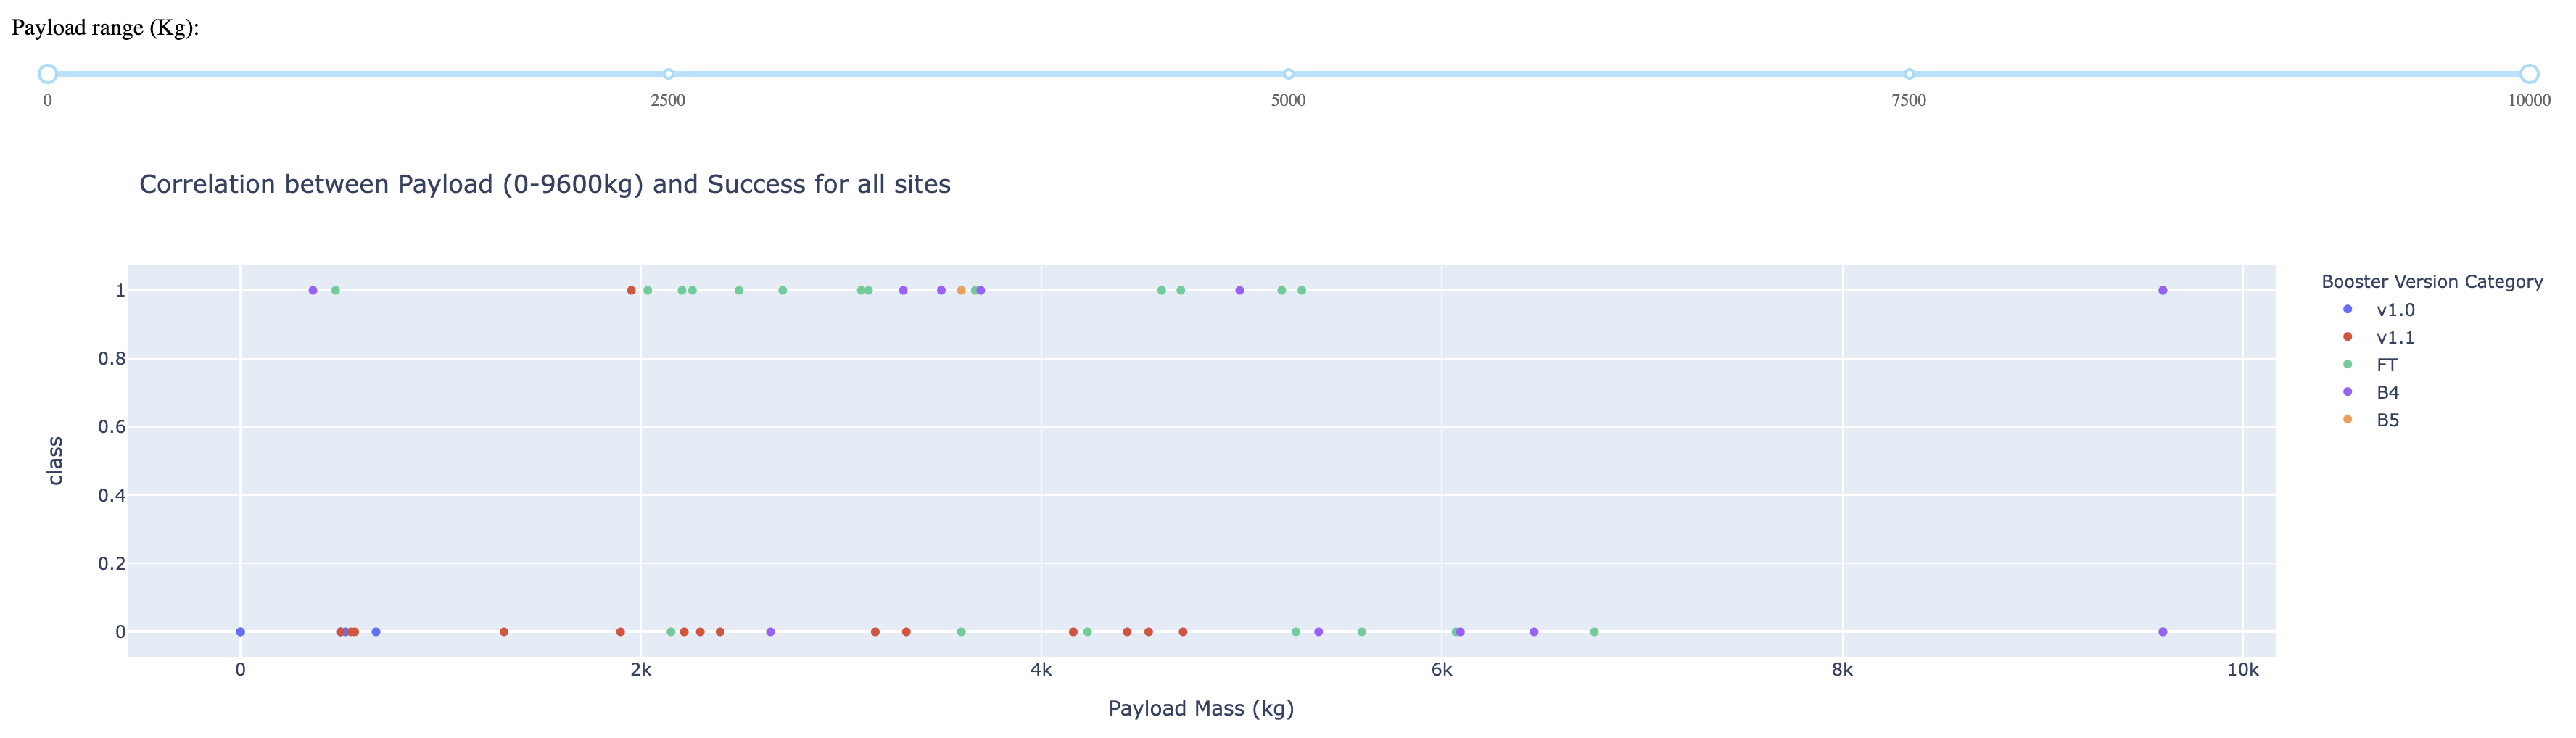 Payload range (Kg):
0 2500 5000 7500 10000
Correlation between Payload (0-9600kg) and Success for all sites
Booster Version Category
v1.0
v1.1
FT
B4
B5
1
0.8
0.6
0.4
0.2
0
class
0 2k 4k 6k 8k 10k
Payload Mass (kg)